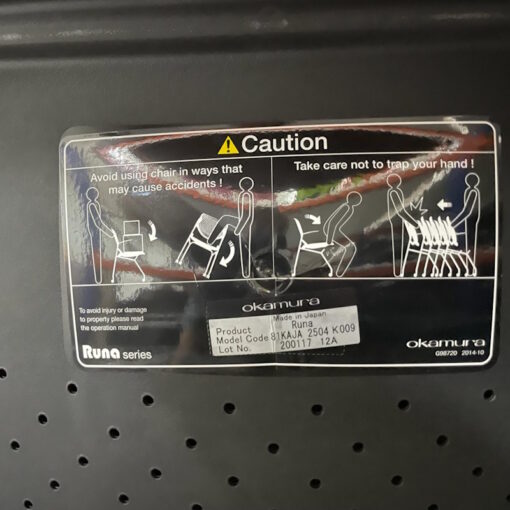 Caution
Avoid using chair in ways that
may cause accidents !
Take care not to trap your hand !
To avoid injury or damage
to properly please read
the operation manual
Runa series
okamura
Made in Japan
Product Runa
Model Code 81KAJA 2504 K009
Lot No. 200117 12A
okamura
G98720 2014-10